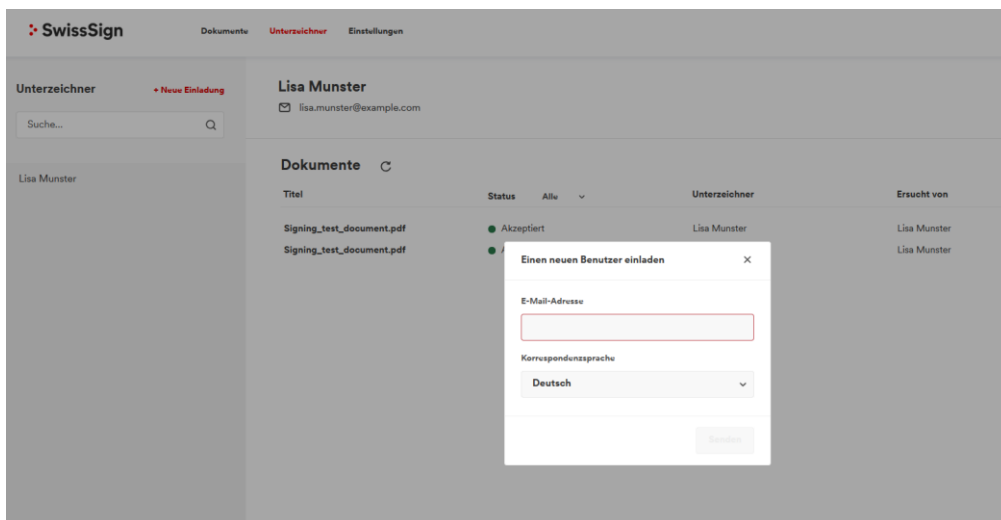 SwissSign
Dokumente Unterzeichner Einstellungen
Unterzeichner + Neue Einladung
Suche...
Lisa Munster
Lisa Munster
lisa.munster@example.com
Dokumente
Titel Status Alle Unterzeichner Ersucht von
Signing_test_document.pdf Akzeptiert Lisa Munster Lisa Munster
Signing_test_document.pdf Lisa Munster
Einen neuen Benutzer einladen
E-Mail-Adresse
Korrespondenzsprache
Deutsch
Senden